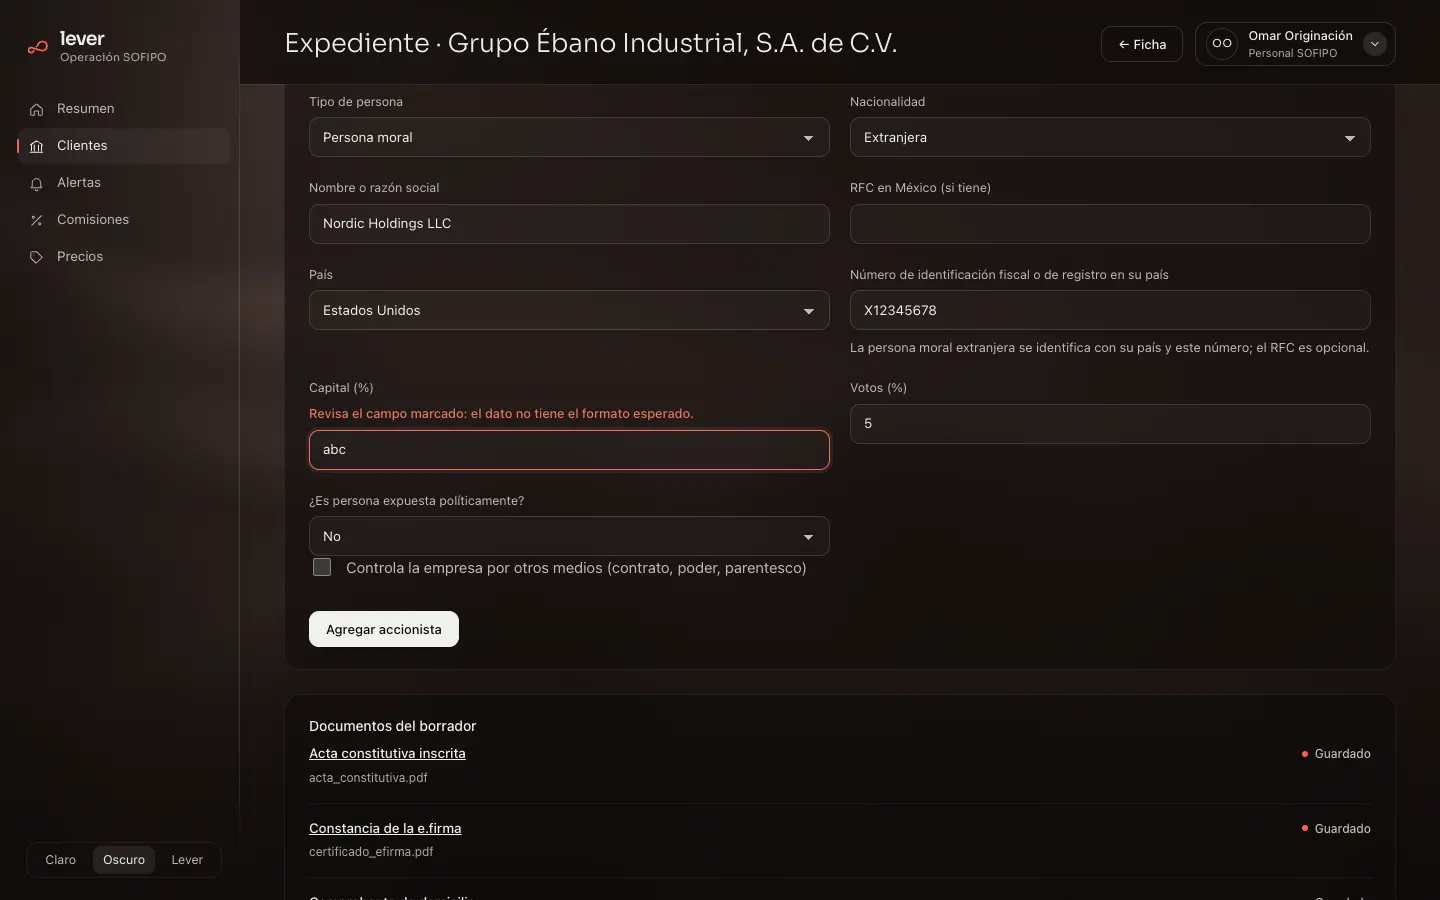 lever
Operación SOFIPO
Expediente · Grupo Ébano Industrial, S.A. de C.V.
← Ficha
OO
Omar Originación
Personal SOFIPO
Resumen
Clientes
Alertas
Comisiones
Precios
Tipo de persona
Nacionalidad
Persona moral
Extranjera
Nombre o razón social
RFC en México (si tiene)
Nordic Holdings LLC
País
Número de identificación fiscal o de registro en su país
Estados Unidos
X12345678
La persona moral extranjera se identifica con su país y este número; el RFC es opcional.
Capital (%)
Votos (%)
Revisa el campo marcado: el dato no tiene el formato esperado.
abc
5
¿Es persona expuesta políticamente?
No
Controla la empresa por otros medios (contrato, poder, parentesco)
Agregar accionista
Documentos del borrador
Acta constitutiva inscrita
Guardado
acta_constitutiva.pdf
Constancia de la e.firma
Guardado
certificado_efirma.pdf
Claro
Oscuro
Lever